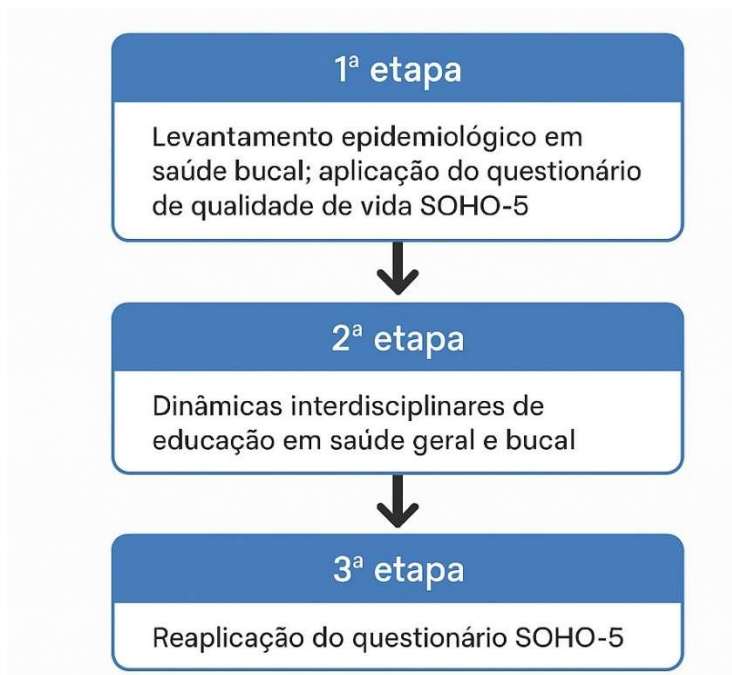 1ª etapa
Levantamento epidemiológico em
saúde bucal; aplicação do questionário
de qualidade de vida SOHO-5
2ª etapa
Dinâmicas interdisciplinares de
educação em saúde geral e bucal
3ª etapa
Reaplicação do questionário SOHO-5